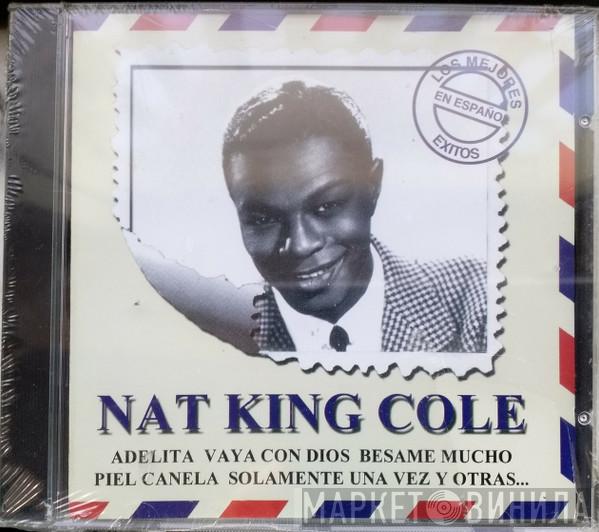 LOS MEJORES
EN ESPAÑOL
EXITOS
NAT KING COLE
ADELITA VAYA CON DIOS BESAME MUCHO
PIEL CANELA SOLAMENTE UNA VEZ Y OTRAS...
МАРКЕТ ВИНИЛА